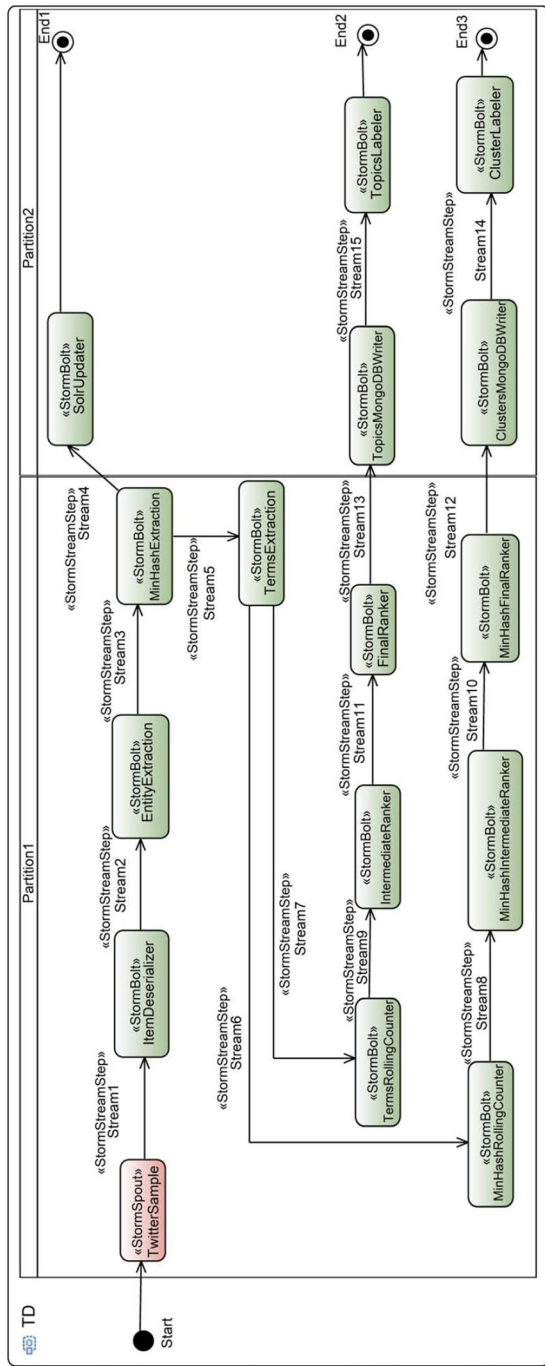 TD
Partition1
Partition2
Start
«StormSpout»
TwitterSample
«StormStreamStep»
Stream1
«StormBolt»
ItemDeserializer
«StormStreamStep»
Stream2
«StormBolt»
EntityExtraction
«StormStreamStep»
Stream3
«StormBolt»
MinHashExtraction
«StormStreamStep»
Stream4
«StormBolt»
SolrUpdater
End1
«StormStreamStep»
Stream5
«StormBolt»
TermsExtraction
«StormStreamStep»
Stream6
«StormStreamStep»
Stream7
«StormBolt»
TermsRollingCounter
«StormStreamStep»
Stream9
«StormBolt»
IntermediateRanker
«StormStreamStep»
Stream11
«StormBolt»
FinalRanker
«StormStreamStep»
Stream13
«StormBolt»
TopicsMongoDBWriter
«StormStreamStep»
Stream15
«StormBolt»
TopicsLabeler
End2
«StormBolt»
MinHashRollingCounter
«StormStreamStep»
Stream8
«StormBolt»
MinHashIntermediateRanker
«StormStreamStep»
Stream10
«StormBolt»
MinHashFinalRanker
«StormStreamStep»
Stream12
«StormBolt»
ClustersMongoDBWriter
«StormStreamStep»
Stream14
«StormBolt»
ClusterLabeler
End3